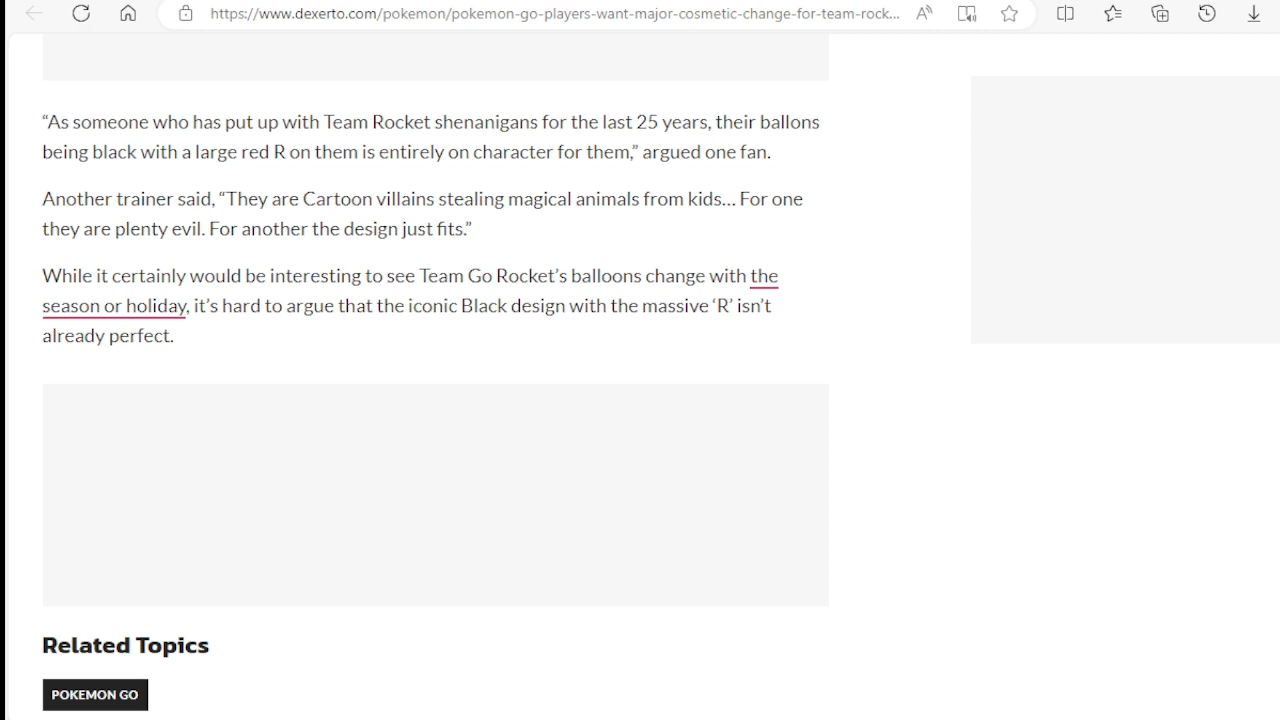 https://www.dexerto.com/pokemon/pokemon-go-players-want-major-cosmetic-change-for-team-rock...
“As someone who has put up with Team Rocket shenanigans for the last 25 years, their ballons
being black with a large red R on them is entirely on character for them,” argued one fan.
Another trainer said, “They are Cartoon villains stealing magical animals from kids… For one
they are plenty evil. For another the design just fits.”
While it certainly would be interesting to see Team Go Rocket’s balloons change with the
season or holiday, it’s hard to argue that the iconic Black design with the massive ‘R’ isn’t
already perfect.
Related Topics
POKEMON GO